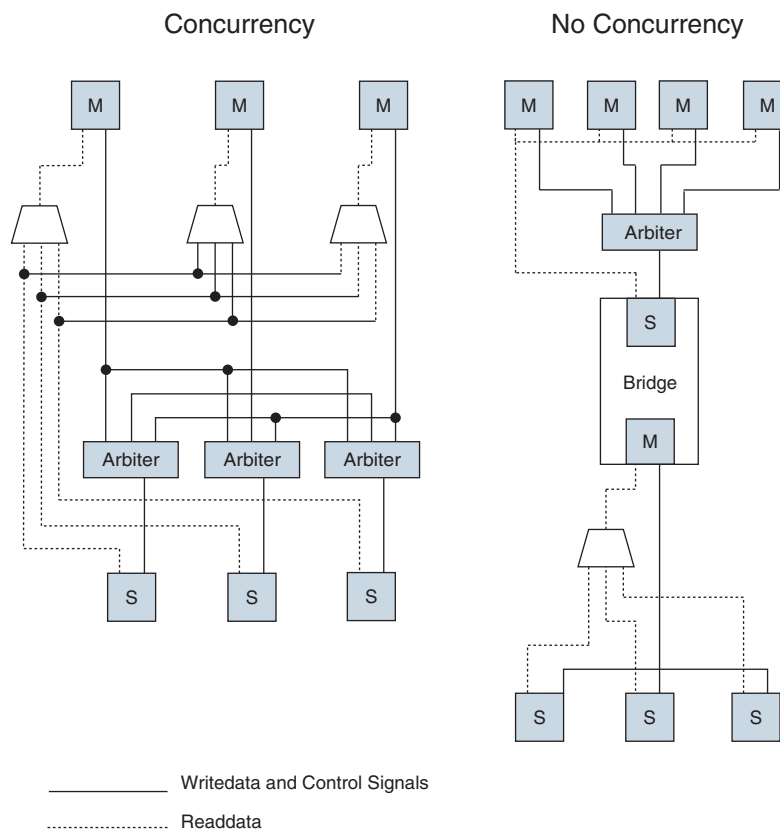 Concurrency
No Concurrency
M M M
M M M M
Arbiter
S
Bridge
M
Arbiter Arbiter Arbiter
S S S
S S S
Writedata and Control Signals
Readdata